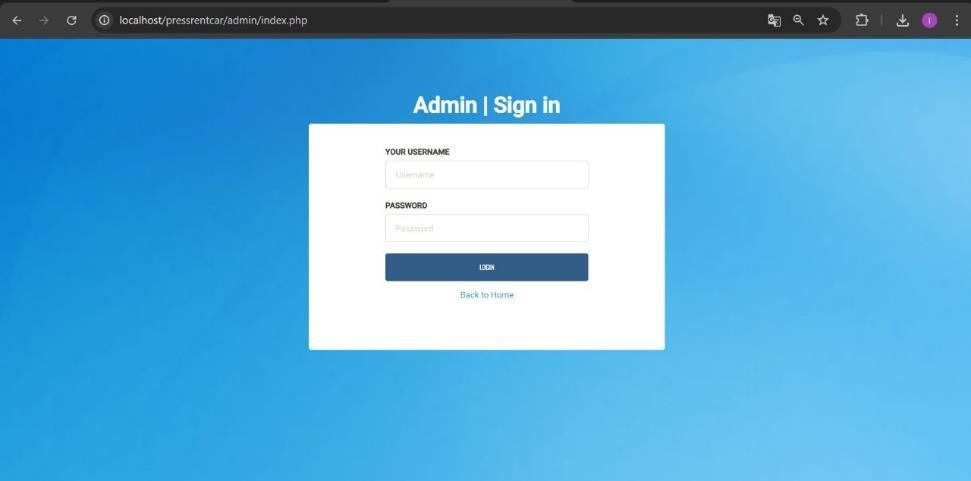 localhost/pressrentcar/admin/index.php
Admin | Sign in
YOUR USERNAME
Username
PASSWORD
Password
LOGIN
Back to Home